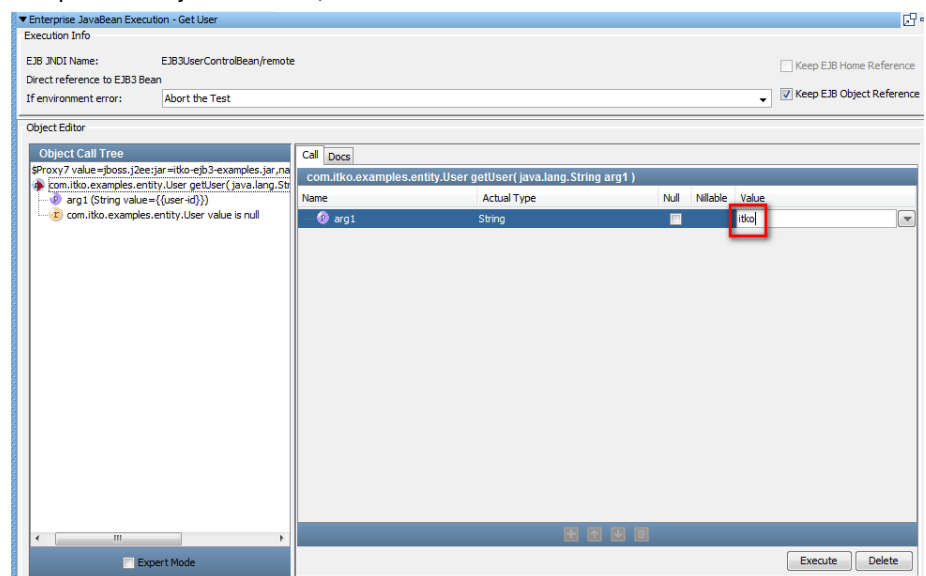 Enterprise JavaBean Execution - Get User
Execution Info
EJB JNDI Name: EJB3UserControlBean/remote
Keep EJB Home Reference
Direct reference to EJB3 Bean
If environment error: Abort the Test
Keep EJB Object Reference
Object Editor
Object Call Tree
Call Docs
$Proxy7 value=jboss.j2ee:jar=itko-ejb3-examples.jar,na
com.itko.examples.entity.User getUser( java.lang.String arg1 )
com.itko.examples.entity.User getUser( java.lang.Str
Name Actual Type Null Nillable Value
arg1 (String value={{user-id}})
com.itko.examples.entity.User value is null
arg1 String itko
Expert Mode
Execute Delete